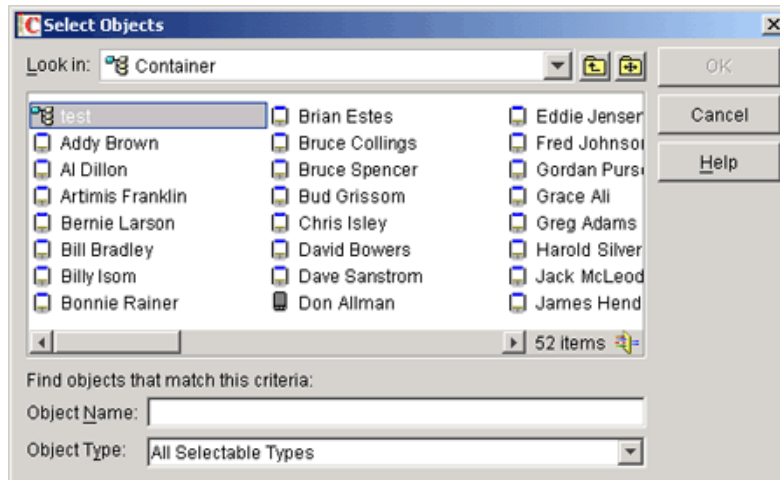 Select Objects
Look in: Container
OK
Cancel
Help
test
Addy Brown
Al Dillon
Artimis Franklin
Bernie Larson
Bill Bradley
Billy Isom
Bonnie Rainer
Brian Estes
Bruce Collings
Bruce Spencer
Bud Grissom
Chris Isley
David Bowers
Dave Sanstrom
Don Allman
Eddie Jenser
Fred Johnso
Gordan Purs
Grace Ali
Greg Adams
Harold Silver
Jack McLeod
James Hend
52 items
Find objects that match this criteria:
Object Name:
Object Type: All Selectable Types